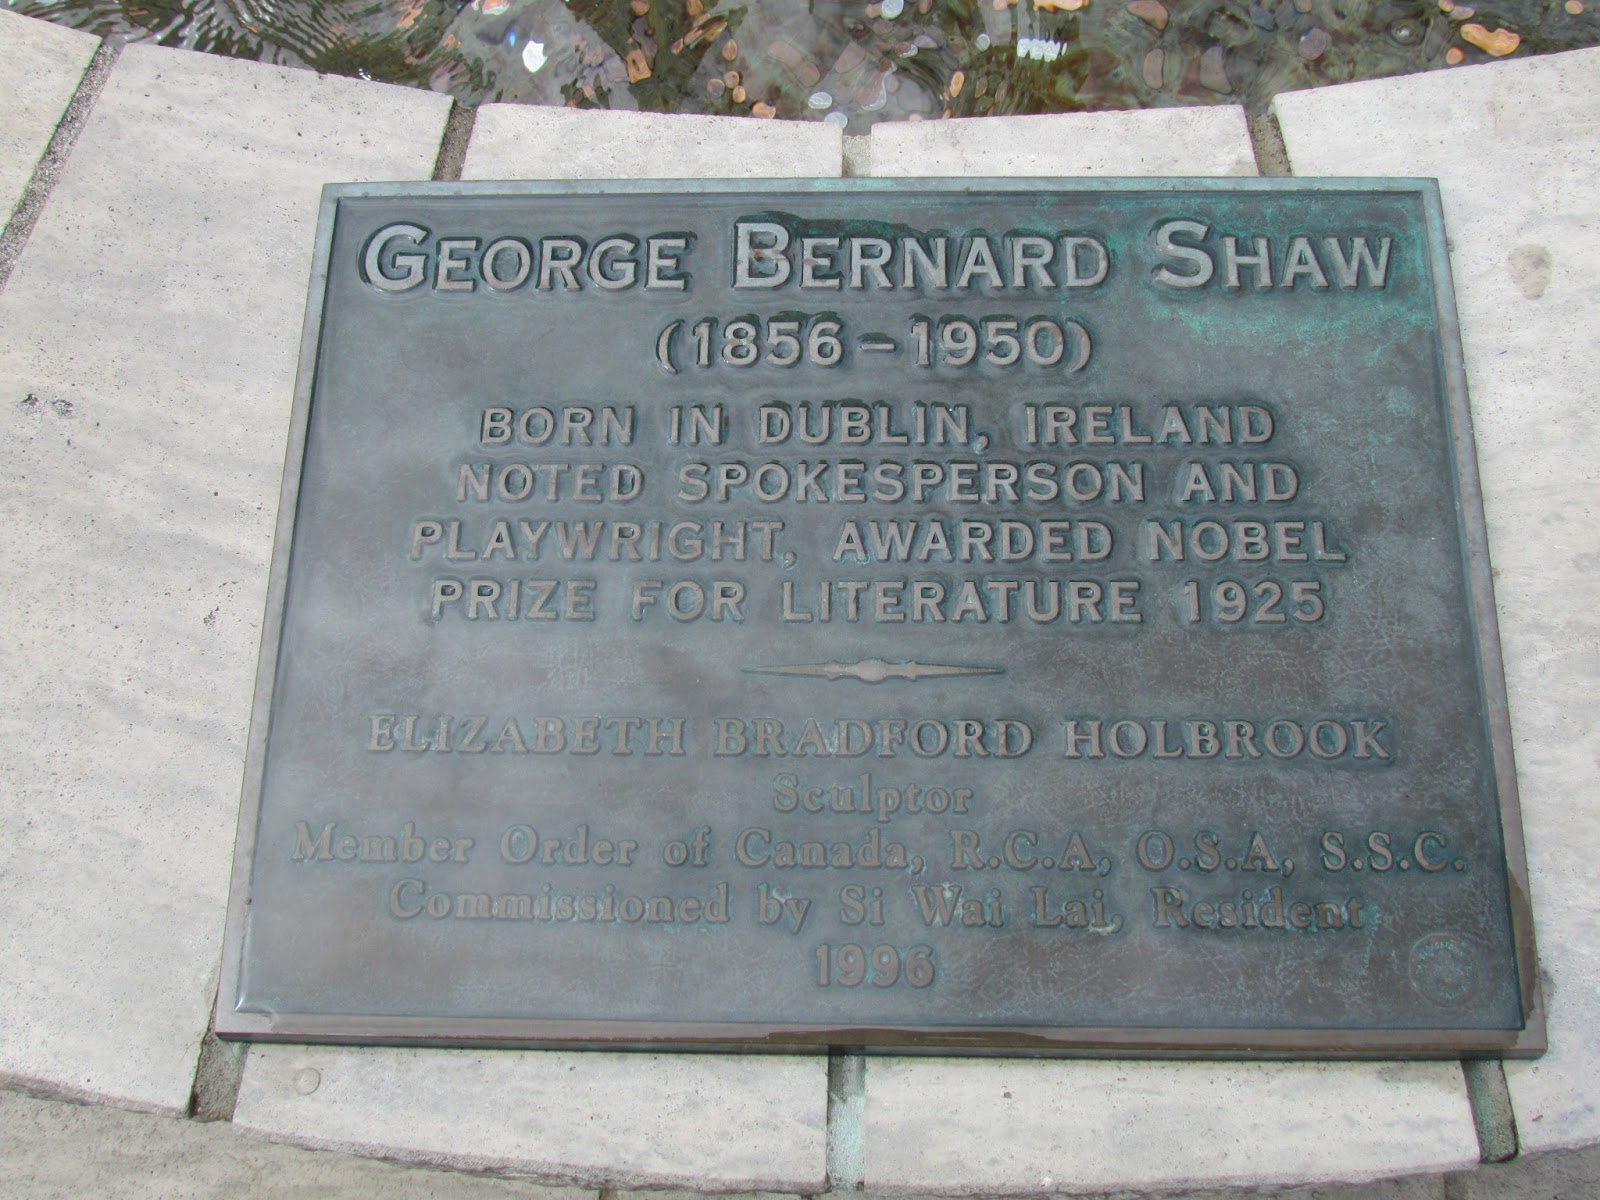 GEORGE BERNARD SHAW
(1856 – 1950)
BORN IN DUBLIN, IRELAND
NOTED SPOKESPERSON AND
PLAYWRIGHT, AWARDED NOBEL
PRIZE FOR LITERATURE 1925
ELIZABETH BRADFORD HOLBROOK
Sculptor
Member Order of Canada, R.C.A, O.S.A, S.S.C.
Commissioned by Si Wai Lai, Resident
1996